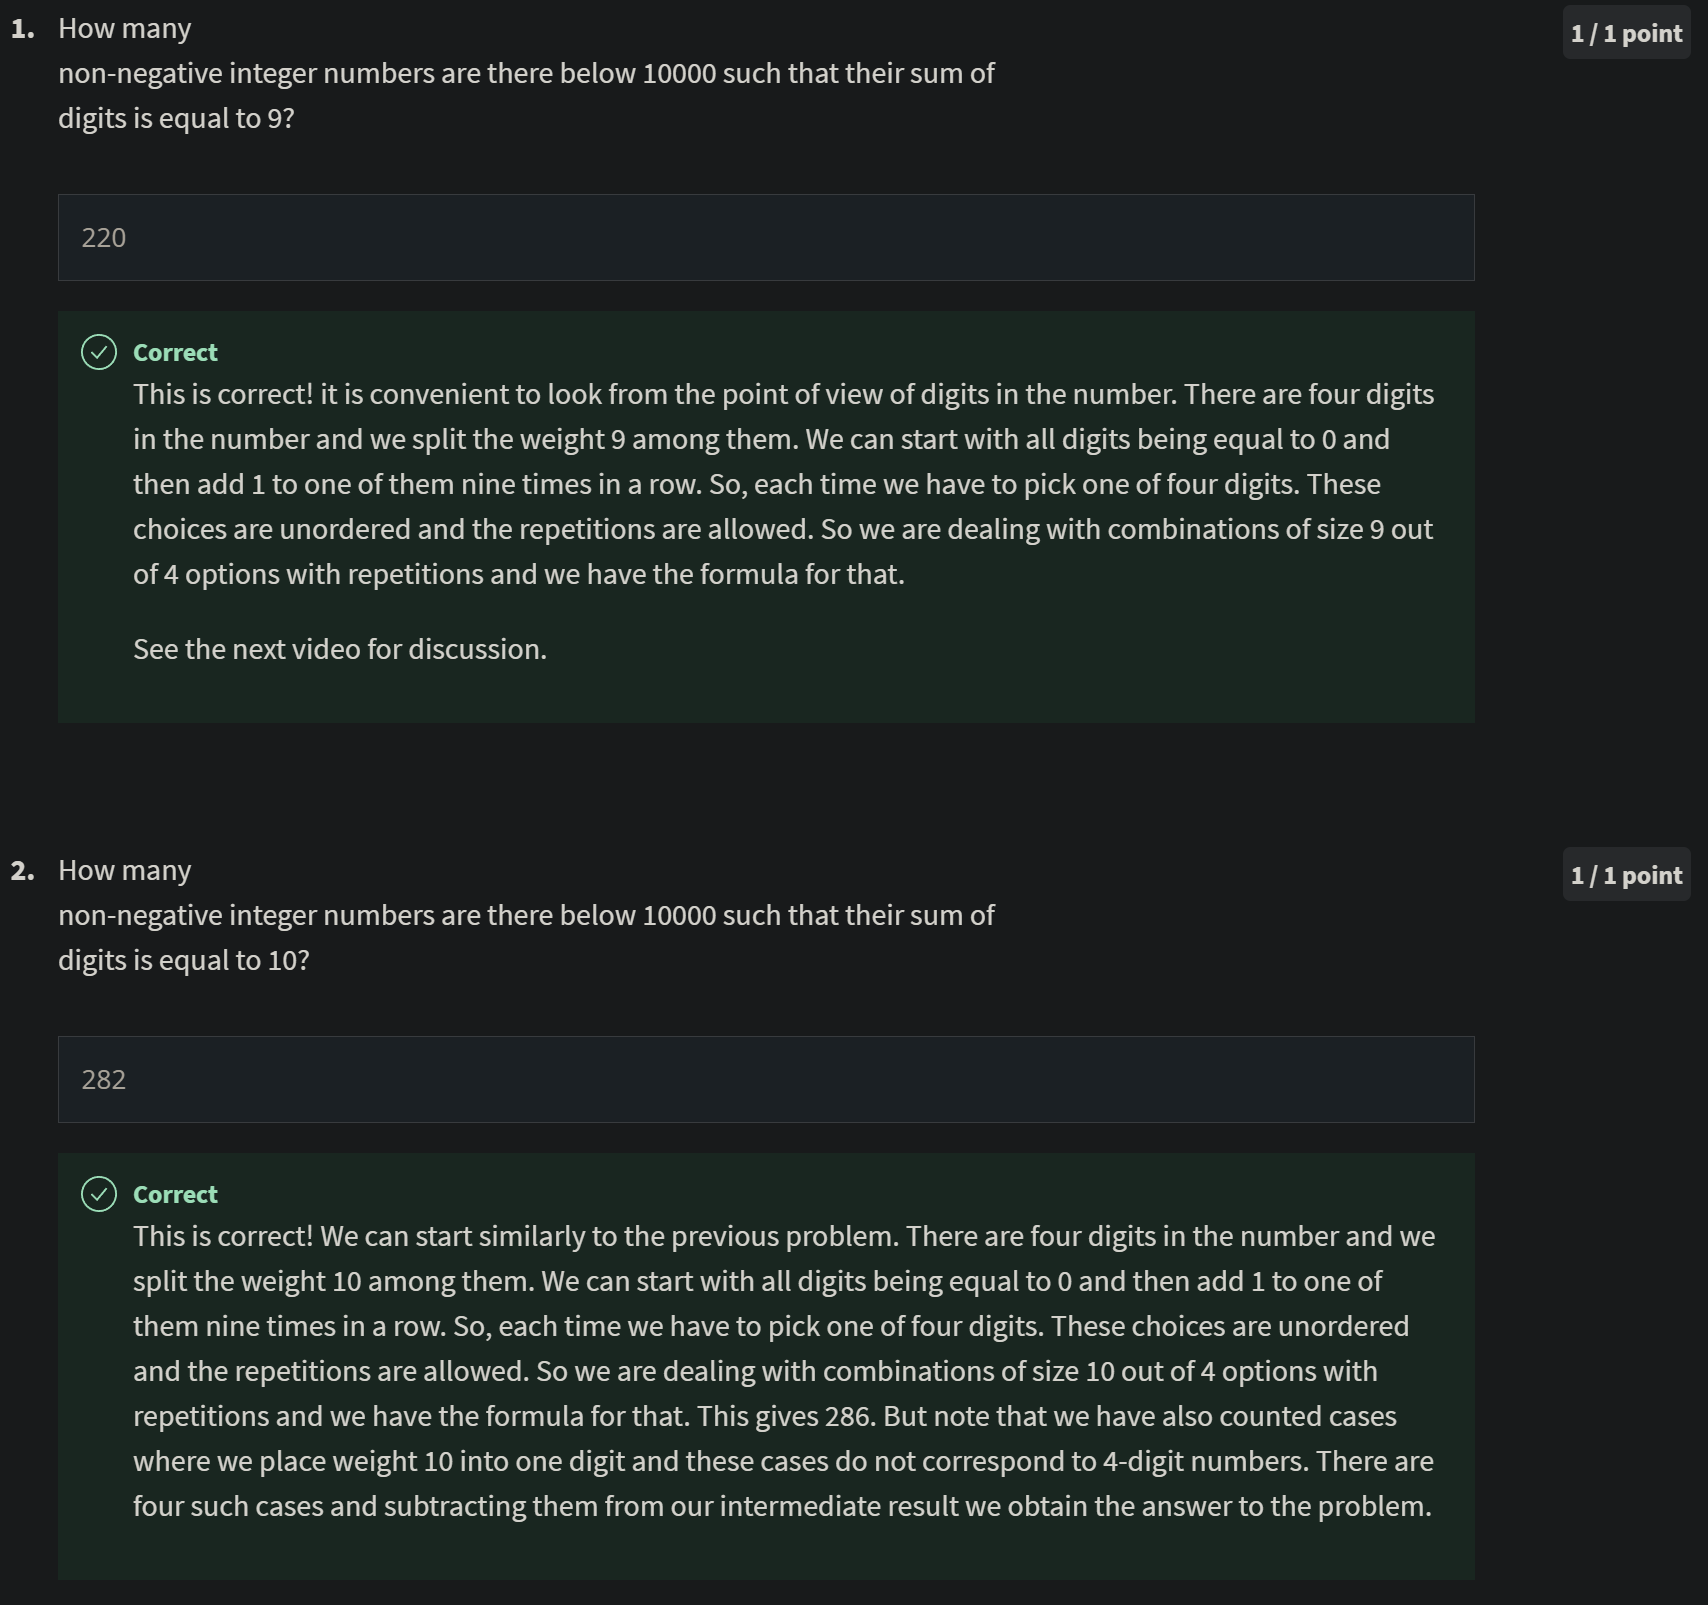 1. How many 1 / 1 point
non-negative integer numbers are there below 10000 such that their sum of
digits is equal to 9?
220
Correct
This is correct! it is convenient to look from the point of view of digits in the number. There are four digits
in the number and we split the weight 9 among them. We can start with all digits being equal to 0 and
then add 1 to one of them nine times in a row. So, each time we have to pick one of four digits. These
choices are unordered and the repetitions are allowed. So we are dealing with combinations of size 9 out
of 4 options with repetitions and we have the formula for that.
See the next video for discussion.
2. How many 1 / 1 point
non-negative integer numbers are there below 10000 such that their sum of
digits is equal to 10?
282
Correct
This is correct! We can start similarly to the previous problem. There are four digits in the number and we
split the weight 10 among them. We can start with all digits being equal to 0 and then add 1 to one of
them nine times in a row. So, each time we have to pick one of four digits. These choices are unordered
and the repetitions are allowed. So we are dealing with combinations of size 10 out of 4 options with
repetitions and we have the formula for that. This gives 286. But note that we have also counted cases
where we place weight 10 into one digit and these cases do not correspond to 4-digit numbers. There are
four such cases and subtracting them from our intermediate result we obtain the answer to the problem.